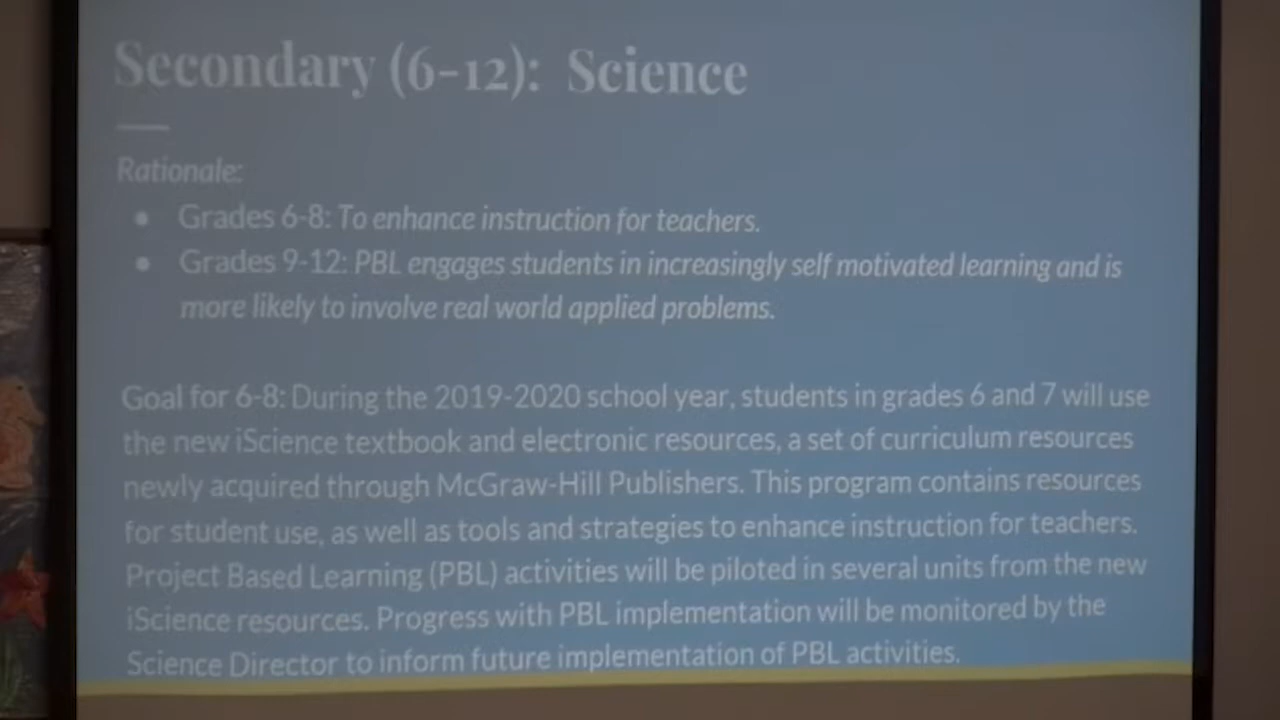 Secondary (6-12): Science
Rationale:
● Grades 6-8: To enhance instruction for teachers.
● Grades 9-12: PBL engages students in increasingly self motivated learning and is
more likely to involve real world applied problems.
Goal for 6-8: During the 2019-2020 school year, students in grades 6 and 7 will use
the new iScience textbook and electronic resources, a set of curriculum resources
newly acquired through McGraw-Hill Publishers. This program contains resources
for student use, as well as tools and strategies to enhance instruction for teachers.
Project Based Learning (PBL) activities will be piloted in several units from the new
iScience resources. Progress with PBL implementation will be monitored by the
Science Director to inform future implementation of PBL activities.